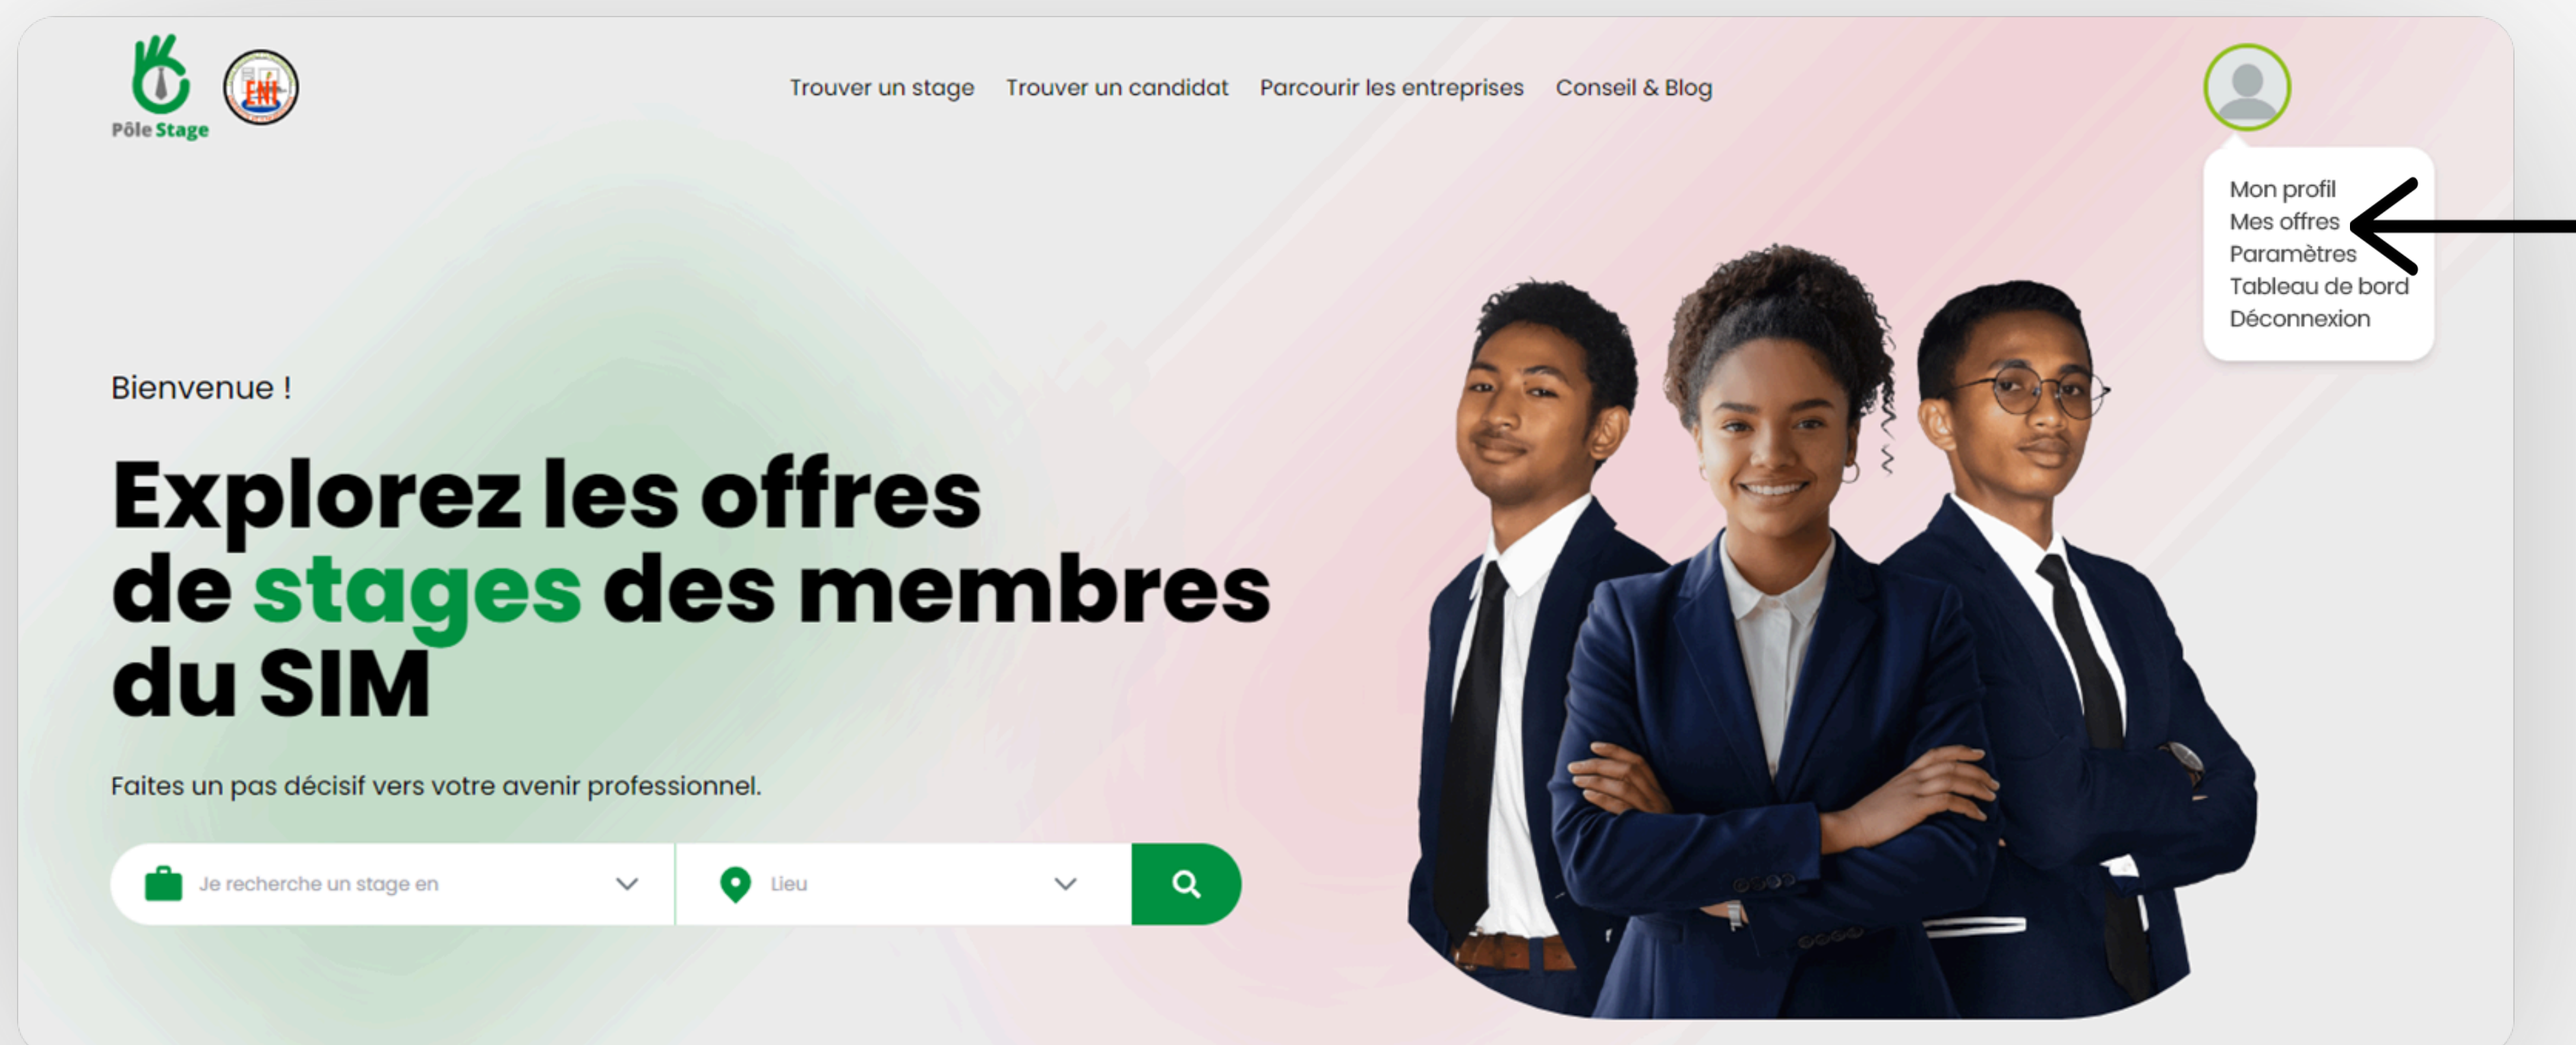 Pôle Stage
ENI
Trouver un stage
Trouver un candidat
Parcourir les entreprises
Conseil & Blog
Mon profil
Mes offres
Paramètres
Tableau de bord
Déconnexion
Bienvenue !
Explorez les offres
de stages des membres
du SIM
Faites un pas décisif vers votre avenir professionnel.
Je recherche un stage en
Lieu